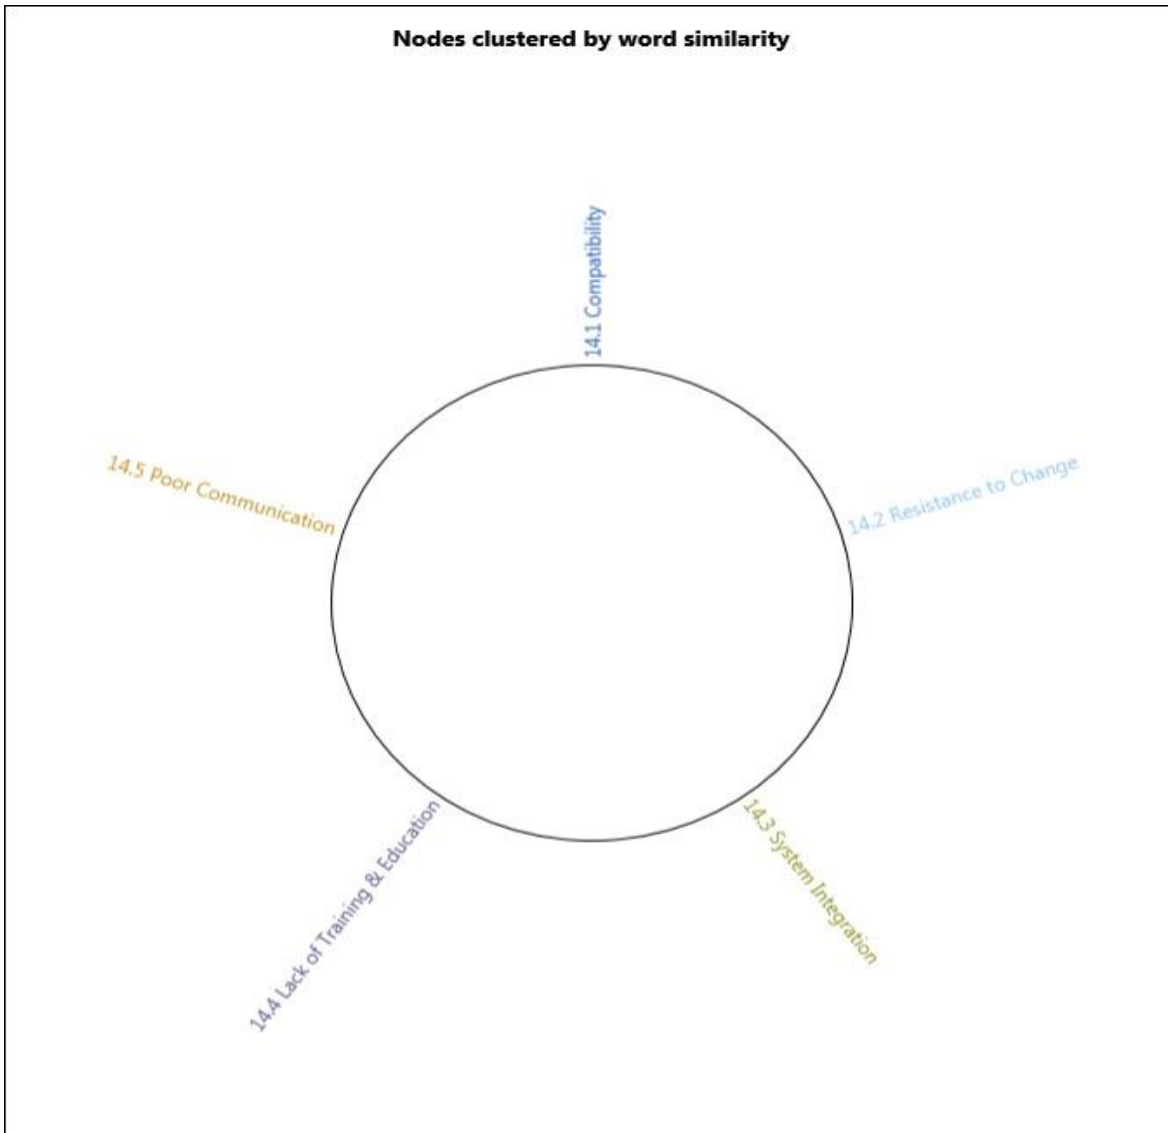 Nodes clustered by word similarity
14.1 Compatibility
14.2 Resistance to Change
14.3 System Integration
14.4 Lack of Training & Education
14.5 Poor Communication